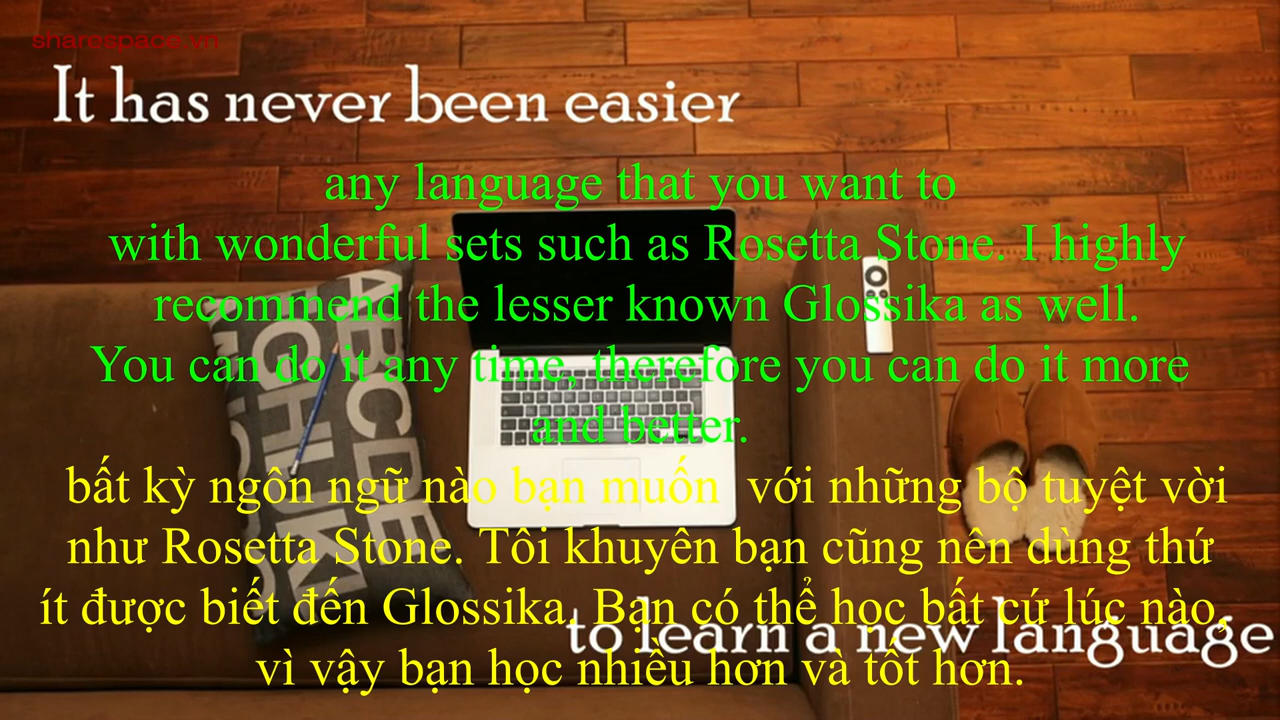 sharespace.vn
It has never been easier
any language that you want to
with wonderful sets such as Rosetta Stone. I highly
recommend the lesser known Glossika as well.
You can do it any time, therefore you can do it more
and better.
bất kỳ ngôn ngữ nào bạn muốn với những bộ tuyệt vời
như Rosetta Stone. Tôi khuyên bạn cũng nên dùng thứ
ít được biết đến Glossika. Bạn có thể học bất cứ lúc nào,
to learn a new language
vì vậy bạn học nhiều hơn và tốt hơn.